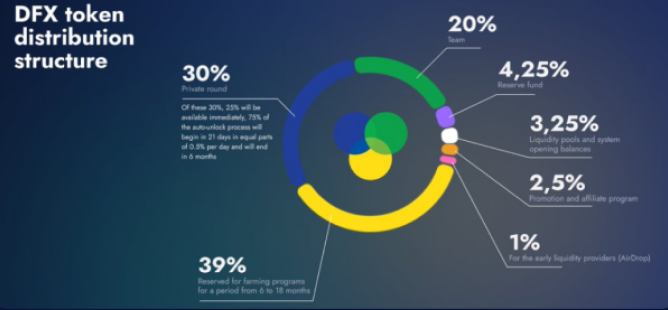 DFX token
distribution
structure
20%
Team
30%
Private round
Of these 30%, 25% will be
available immediately, 75% of
the auto-unlock process will
begin in 21 days in equal parts
of 0.5% per day and will end
in 6 months
4,25%
Reserve fund
3,25%
Liquidity pools and system
opening balances
2,5%
Promotion and affiliate program
1%
For the early liquidity providers (AirDrop)
39%
Reserved for farming programs
for a period from 6 to 18 months